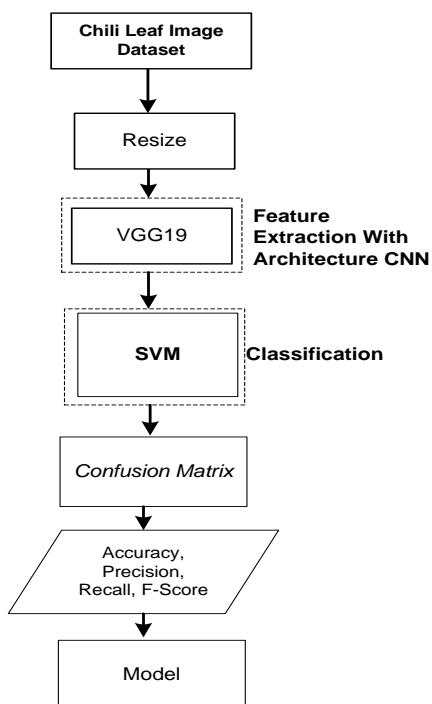 Chili Leaf Image
Dataset
Resize
VGG19
Feature
Extraction With
Architecture CNN
SVM
Classification
Confusion Matrix
Accuracy,
Precision,
Recall, F-Score
Model